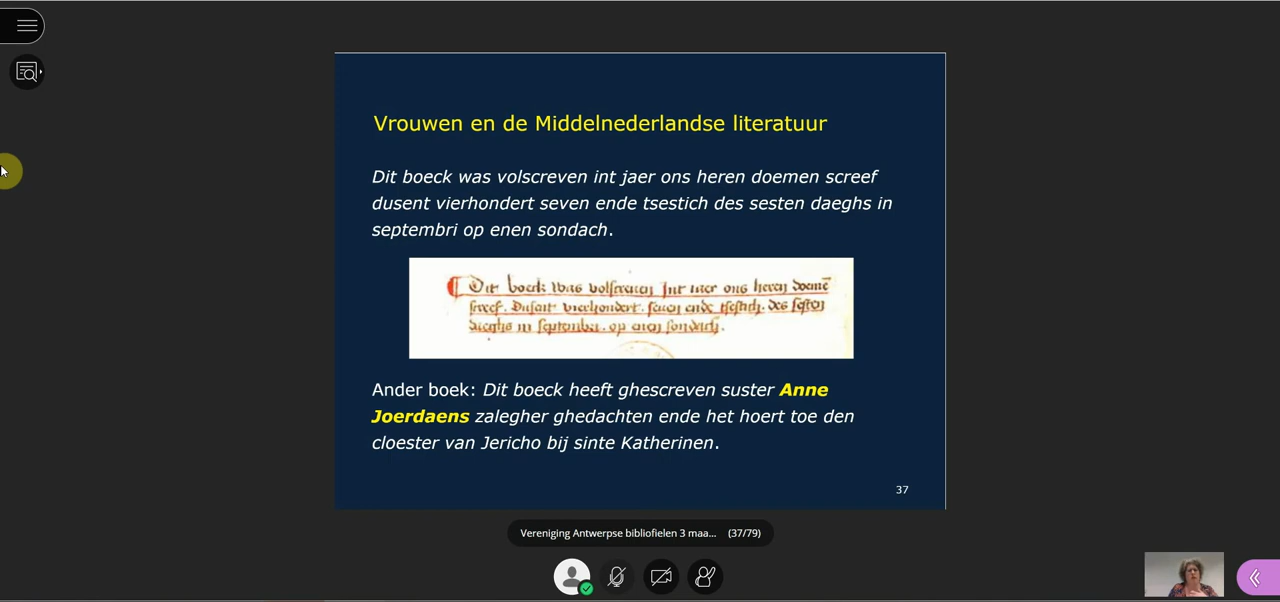 Vrouwen en de Middelnederlandse literatuur
Dit boeck was volscreven int jaer ons heren doemen screef
dusent vierhondert seven ende tsestich des sesten daeghs in
septembri op enen sondach.
Dit boeck was volscreven int iaer ons heren doemē
screef. Dusent vierhondert. seven ende tsestich. des sesten
daeghs in septembri. op enen sondach.
Ander boek: Dit boeck heeft ghescreven suster Anne
Joerdaens zalegher ghedachten ende het hoert toe den
cloester van Jericho bij sinte Katherinen.
37
Vereniging Antwerpse bibliofielen 3 maa... (37/79)